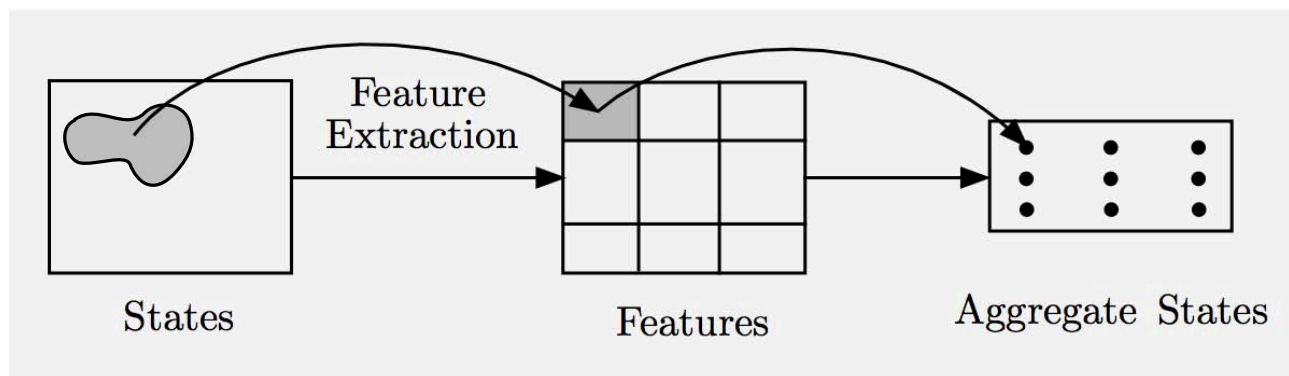 Feature
Extraction
States
Features
Aggregate States